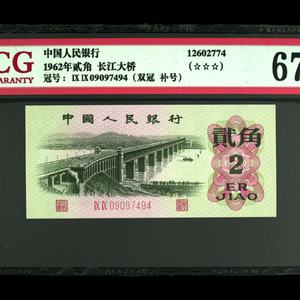 CG
ARRANTY
中国人民银行
1962年贰角 长江大桥
冠号: IX IX 09097494 (双冠 补号)
12602774
(☆☆☆)
67
中国人民银行
贰角
2
ER
JIAO
IX IX 09097494